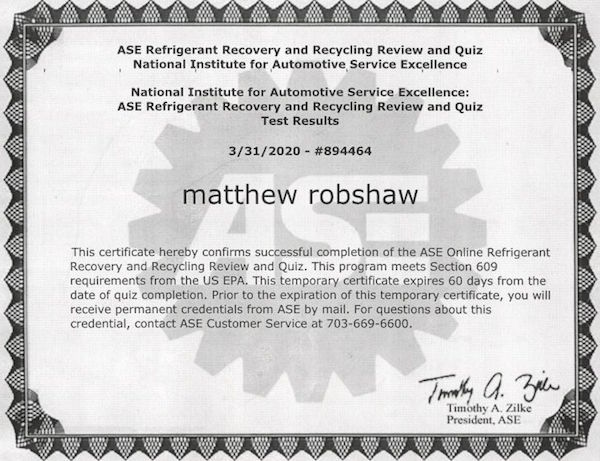 ASE Refrigerant Recovery and Recycling Review and Quiz
National Institute for Automotive Service Excellence
National Institute for Automotive Service Excellence:
ASE Refrigerant Recovery and Recycling Review and Quiz
Test Results
3/31/2020 - #894464
ASE
matthew robshaw
This certificate hereby confirms successful completion of the ASE Online Refrigerant
Recovery and Recycling Review and Quiz. This program meets Section 609
requirements from the US EPA. This temporary certificate expires 60 days from the
date of quiz completion. Prior to the expiration of this temporary certificate, you will
receive permanent credentials from ASE by mail. For questions about this
credential, contact ASE Customer Service at 703-669-6600.
Timothy A. Zilke
Timothy A. Zilke
President, ASE